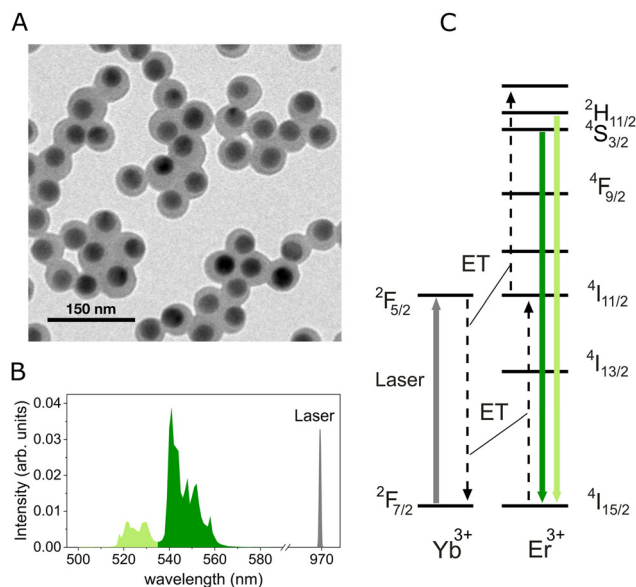 A
150 nm
B
Intensity (arb. units)
0.04
0.03
0.02
0.01
0.00
Laser
500 520 540 560 580 970
wavelength (nm)
C
²H₁₁/₂
⁴S₃/₂
⁴F₉/₂
ET
²F₅/₂
⁴I₁₁/₂
Laser
⁴I₁₃/₂
ET
²F₇/₂
⁴I₁₅/₂
Yb³⁺ Er³⁺